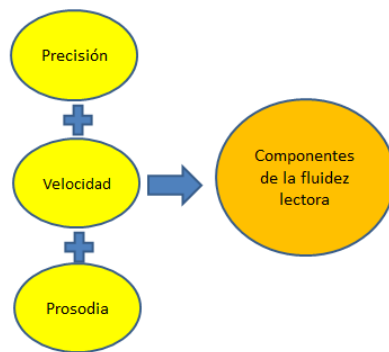 Precisión
Velocidad
Componentes
de la fluidez
lectora
Prosodia